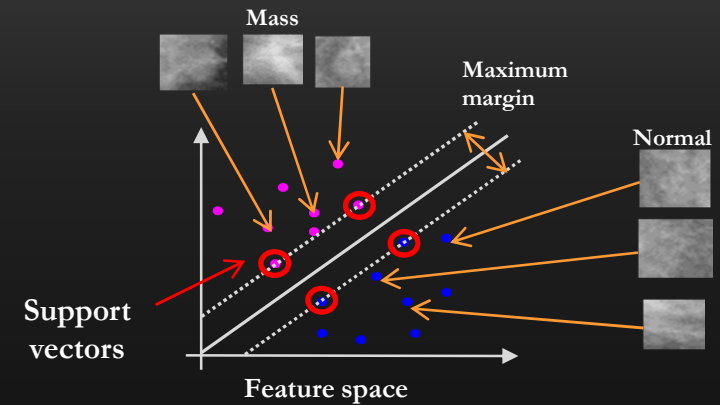 Mass
Maximum
margin
Normal
Support
vectors
Feature space